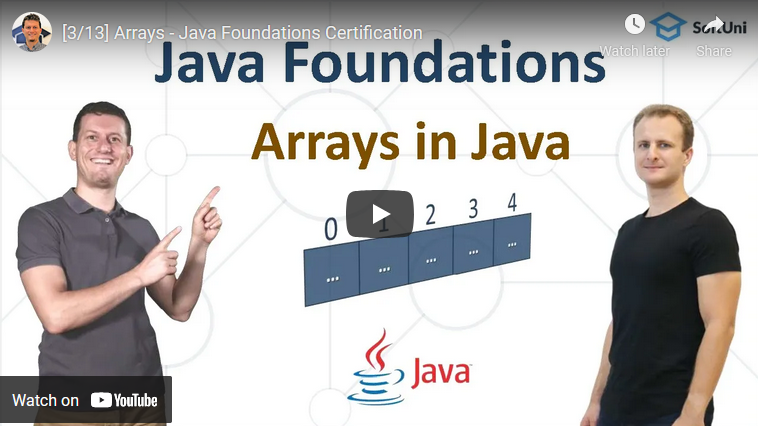 [3/13] Arrays - Java Foundations Certification
Watch later
Share
SoftUni
Java Foundations
Arrays in Java
0 1 2 3 4
... ... ... ... ...
Java
Watch on YouTube